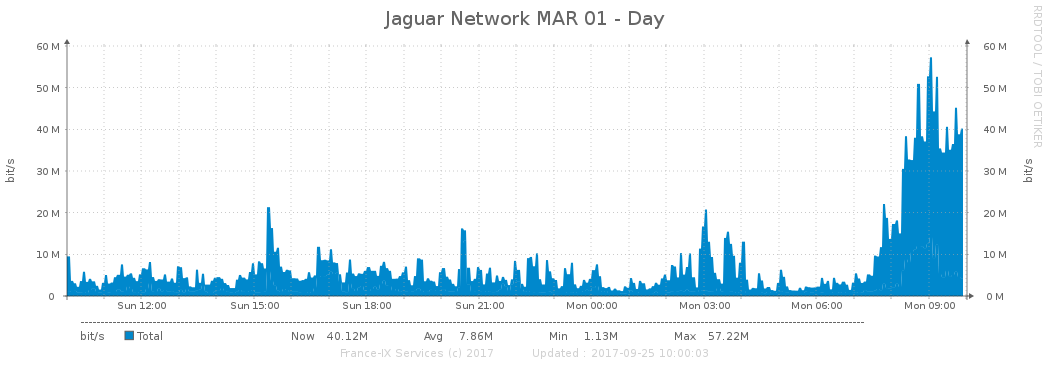 Jaguar Network MAR 01 - Day
RRDTOOL / TOBI OETIKER
60 M 60 M
50 M 50 M
40 M 40 M
30 M 30 M
20 M 20 M
10 M 10 M
0 0 M
bit/s bit/s
Sun 12:00 Sun 15:00 Sun 18:00 Sun 21:00 Mon 00:00 Mon 03:00 Mon 06:00 Mon 09:00
bit/s Total Now 40.12M Avg 7.86M Min 1.13M Max 57.22M
France-IX Services (c) 2017 Updated : 2017-09-25 10:00:03